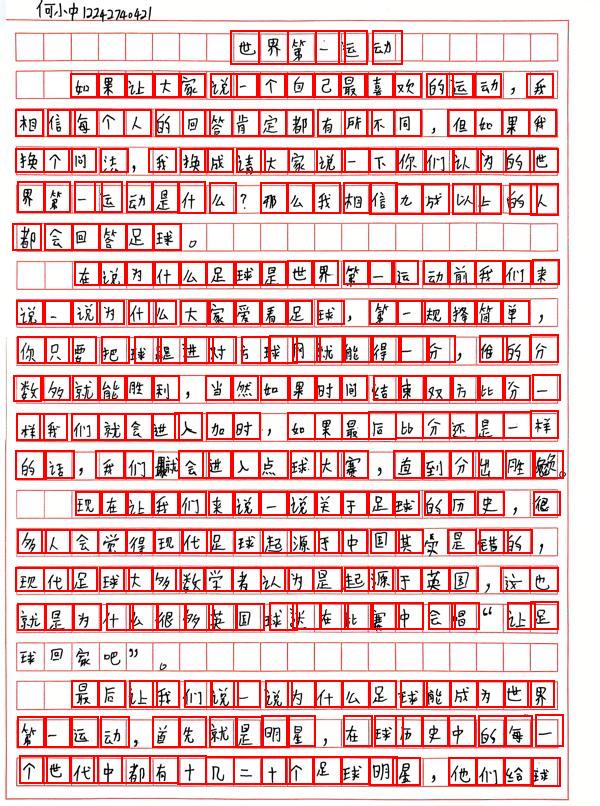 何小中12242740421
世界第一运动
如果让大家说一个自己最喜欢的运动，我
相信每个人的回答肯定都有所不同，但如果我
换个问法，我换成请大家说一下你们认为的世
界第一运动是什么？那么我相信九成以上的人
都会回答足球。
在说为什么足球是世界第一运动前我们来
说一说为什么大家爱看足球，第一规择简单，
你只要把球踢进对方球网就能得一分，但的分
数多就能胜利，当然如果时间结束双方比分一
样我们就会进入加时，如果最后比分还是一样
的话，我们就会进入点球大赛，直到分出胜
现在让我们来说一说关于足球的历史，很
多人会觉得现代足球起源于中国其实是错的，
现代足球大多数学者认为是起源于英国，这也
就是为什么很多英国球迷在比赛中会唱“让足
球回家吧”。
最后让我们说一说为什么足球能成为世界
第一运动，首先就是明星，在球历史中的每一
个世代中都有十几二十个足球明星，他们给球